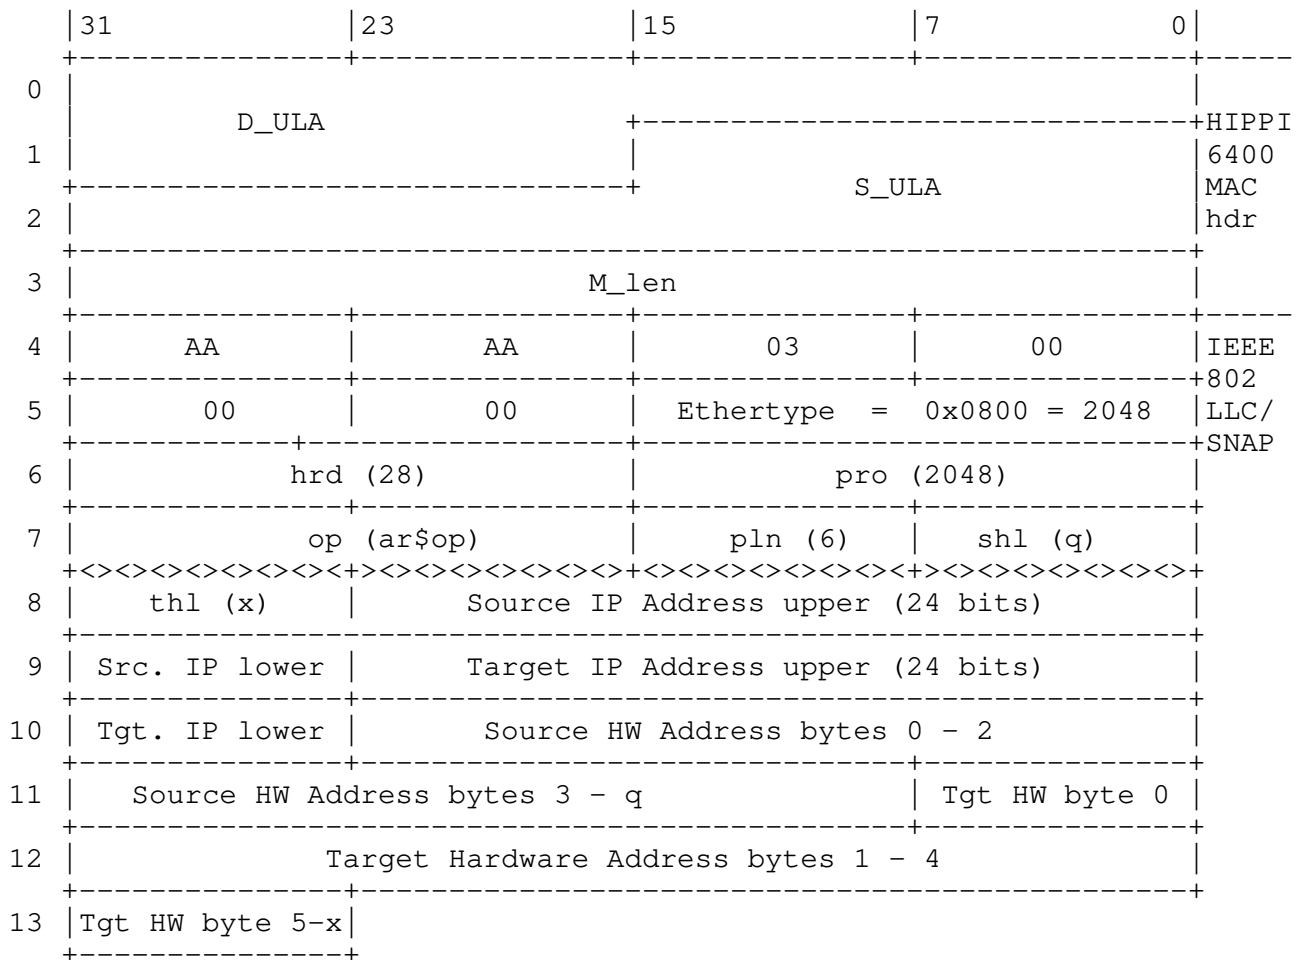 |31 |23 |15 |7 0|
+---------------+---------------+---------------+---------------+-----
0 | |
| D_ULA +-------------------------------+HIPPI
1 | | |6400
+-------------------------------+ S_ULA |MAC
2 | |hdr
+---------------------------------------------------------------+
3 | M_len |
+---------------+---------------+---------------+---------------+-----
4 | AA | AA | 03 | 00 |IEEE
+---------------+---------------+---------------+---------------+802
5 | 00 | 00 | Ethertype = 0x0800 = 2048 |LLC/
+------------+------------------+-------------------------------+SNAP
6 | hrd (28) | pro (2048) |
+---------------+---------------+---------------+---------------+
7 | op (ar$op) | pln (6) | shl (q) |
+<><><><><><><><+><><><><><><><>+<><><><><><><><+><><><><><><><>+
8 | thl (x) | Source IP Address upper (24 bits) |
+---------------------------------------------------------------+
9 | Src. IP lower | Target IP Address upper (24 bits) |
+---------------+-----------------------------------------------+
10 | Tgt. IP lower | Source HW Address bytes 0 - 2 |
+---------------+-------------------------------+---------------+
11 | Source HW Address bytes 3 - q | Tgt HW byte 0 |
+-----------------------------------------------+---------------+
12 | Target Hardware Address bytes 1 - 4 |
+---------------+-----------------------------------------------+
13 |Tgt HW byte 5-x|
+---------------+